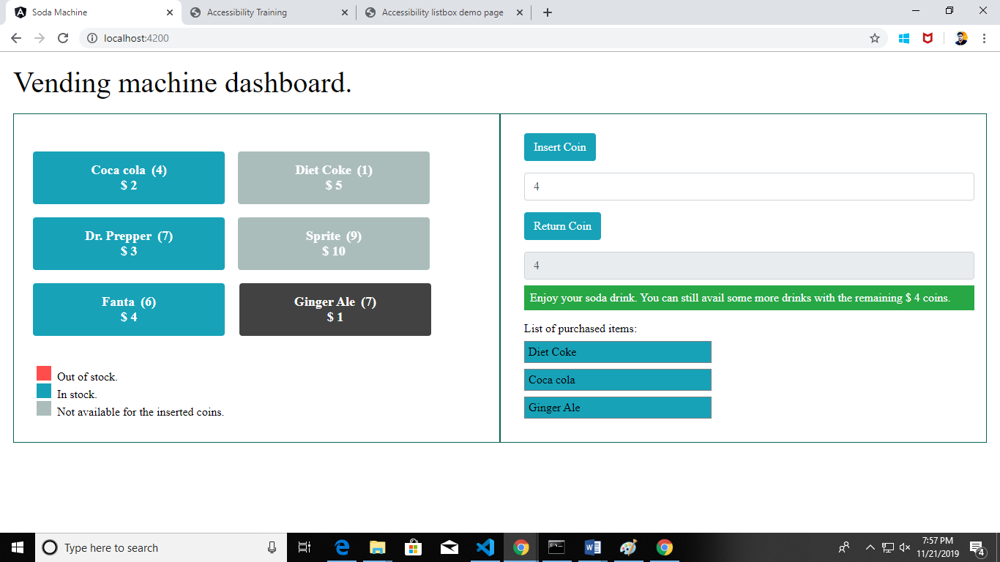 Soda Machine
Accessibility Training
Accessibility listbox demo page
localhost:4200
Vending machine dashboard.
Coca cola (4)
$ 2
Diet Coke (1)
$ 5
Dr. Prepper (7)
$ 3
Sprite (9)
$ 10
Fanta (6)
$ 4
Ginger Ale (7)
$ 1
Out of stock.
In stock.
Not available for the inserted coins.
Insert Coin
4
Return Coin
4
Enjoy your soda drink. You can still avail some more drinks with the remaining $ 4 coins.
List of purchased items:
Diet Coke
Coca cola
Ginger Ale
Type here to search
7:57 PM
11/21/2019
4